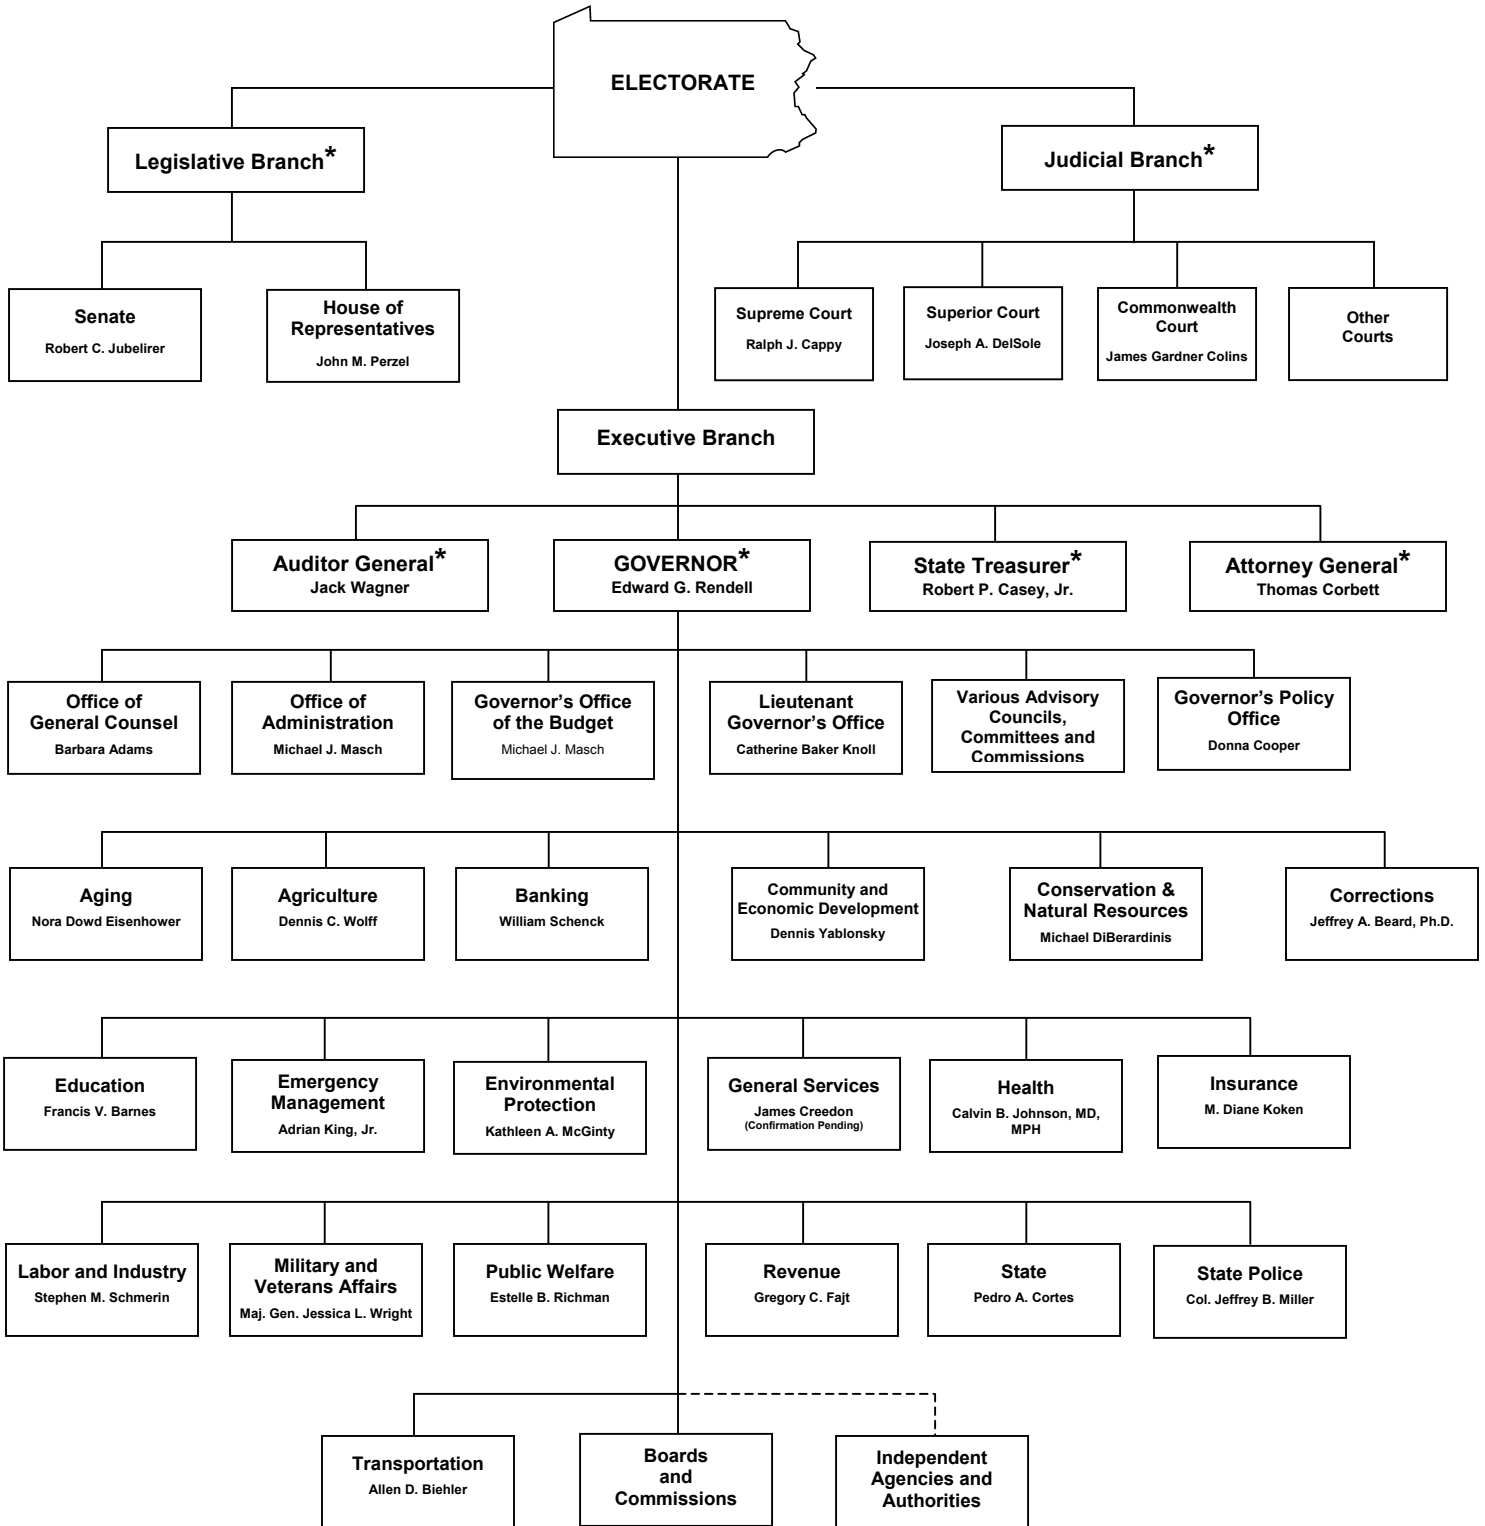 ELECTORATE
Legislative Branch*
Judicial Branch*
Senate
Robert C. Jubelirer
House of
Representatives
John M. Perzel
Supreme Court
Ralph J. Cappy
Superior Court
Joseph A. DelSole
Commonwealth
Court
James Gardner Colins
Other
Courts
Executive Branch
Auditor General*
Jack Wagner
GOVERNOR*
Edward G. Rendell
State Treasurer*
Robert P. Casey, Jr.
Attorney General*
Thomas Corbett
Office of
General Counsel
Barbara Adams
Office of
Administration
Michael J. Masch
Governor’s Office
of the Budget
Michael J. Masch
Lieutenant
Governor’s Office
Catherine Baker Knoll
Various Advisory
Councils,
Committees and
Commissions
Governor’s Policy
Office
Donna Cooper
Aging
Nora Dowd Eisenhower
Agriculture
Dennis C. Wolff
Banking
William Schenck
Community and
Economic Development
Dennis Yablonsky
Conservation &
Natural Resources
Michael DiBerardinis
Corrections
Jeffrey A. Beard, Ph.D.
Education
Francis V. Barnes
Emergency
Management
Adrian King, Jr.
Environmental
Protection
Kathleen A. McGinty
General Services
James Creedon
(Confirmation Pending)
Health
Calvin B. Johnson, MD,
MPH
Insurance
M. Diane Koken
Labor and Industry
Stephen M. Schmerin
Military and
Veterans Affairs
Maj. Gen. Jessica L. Wright
Public Welfare
Estelle B. Richman
Revenue
Gregory C. Fajt
State
Pedro A. Cortes
State Police
Col. Jeffrey B. Miller
Transportation
Allen D. Biehler
Boards
and
Commissions
Independent
Agencies and
Authorities